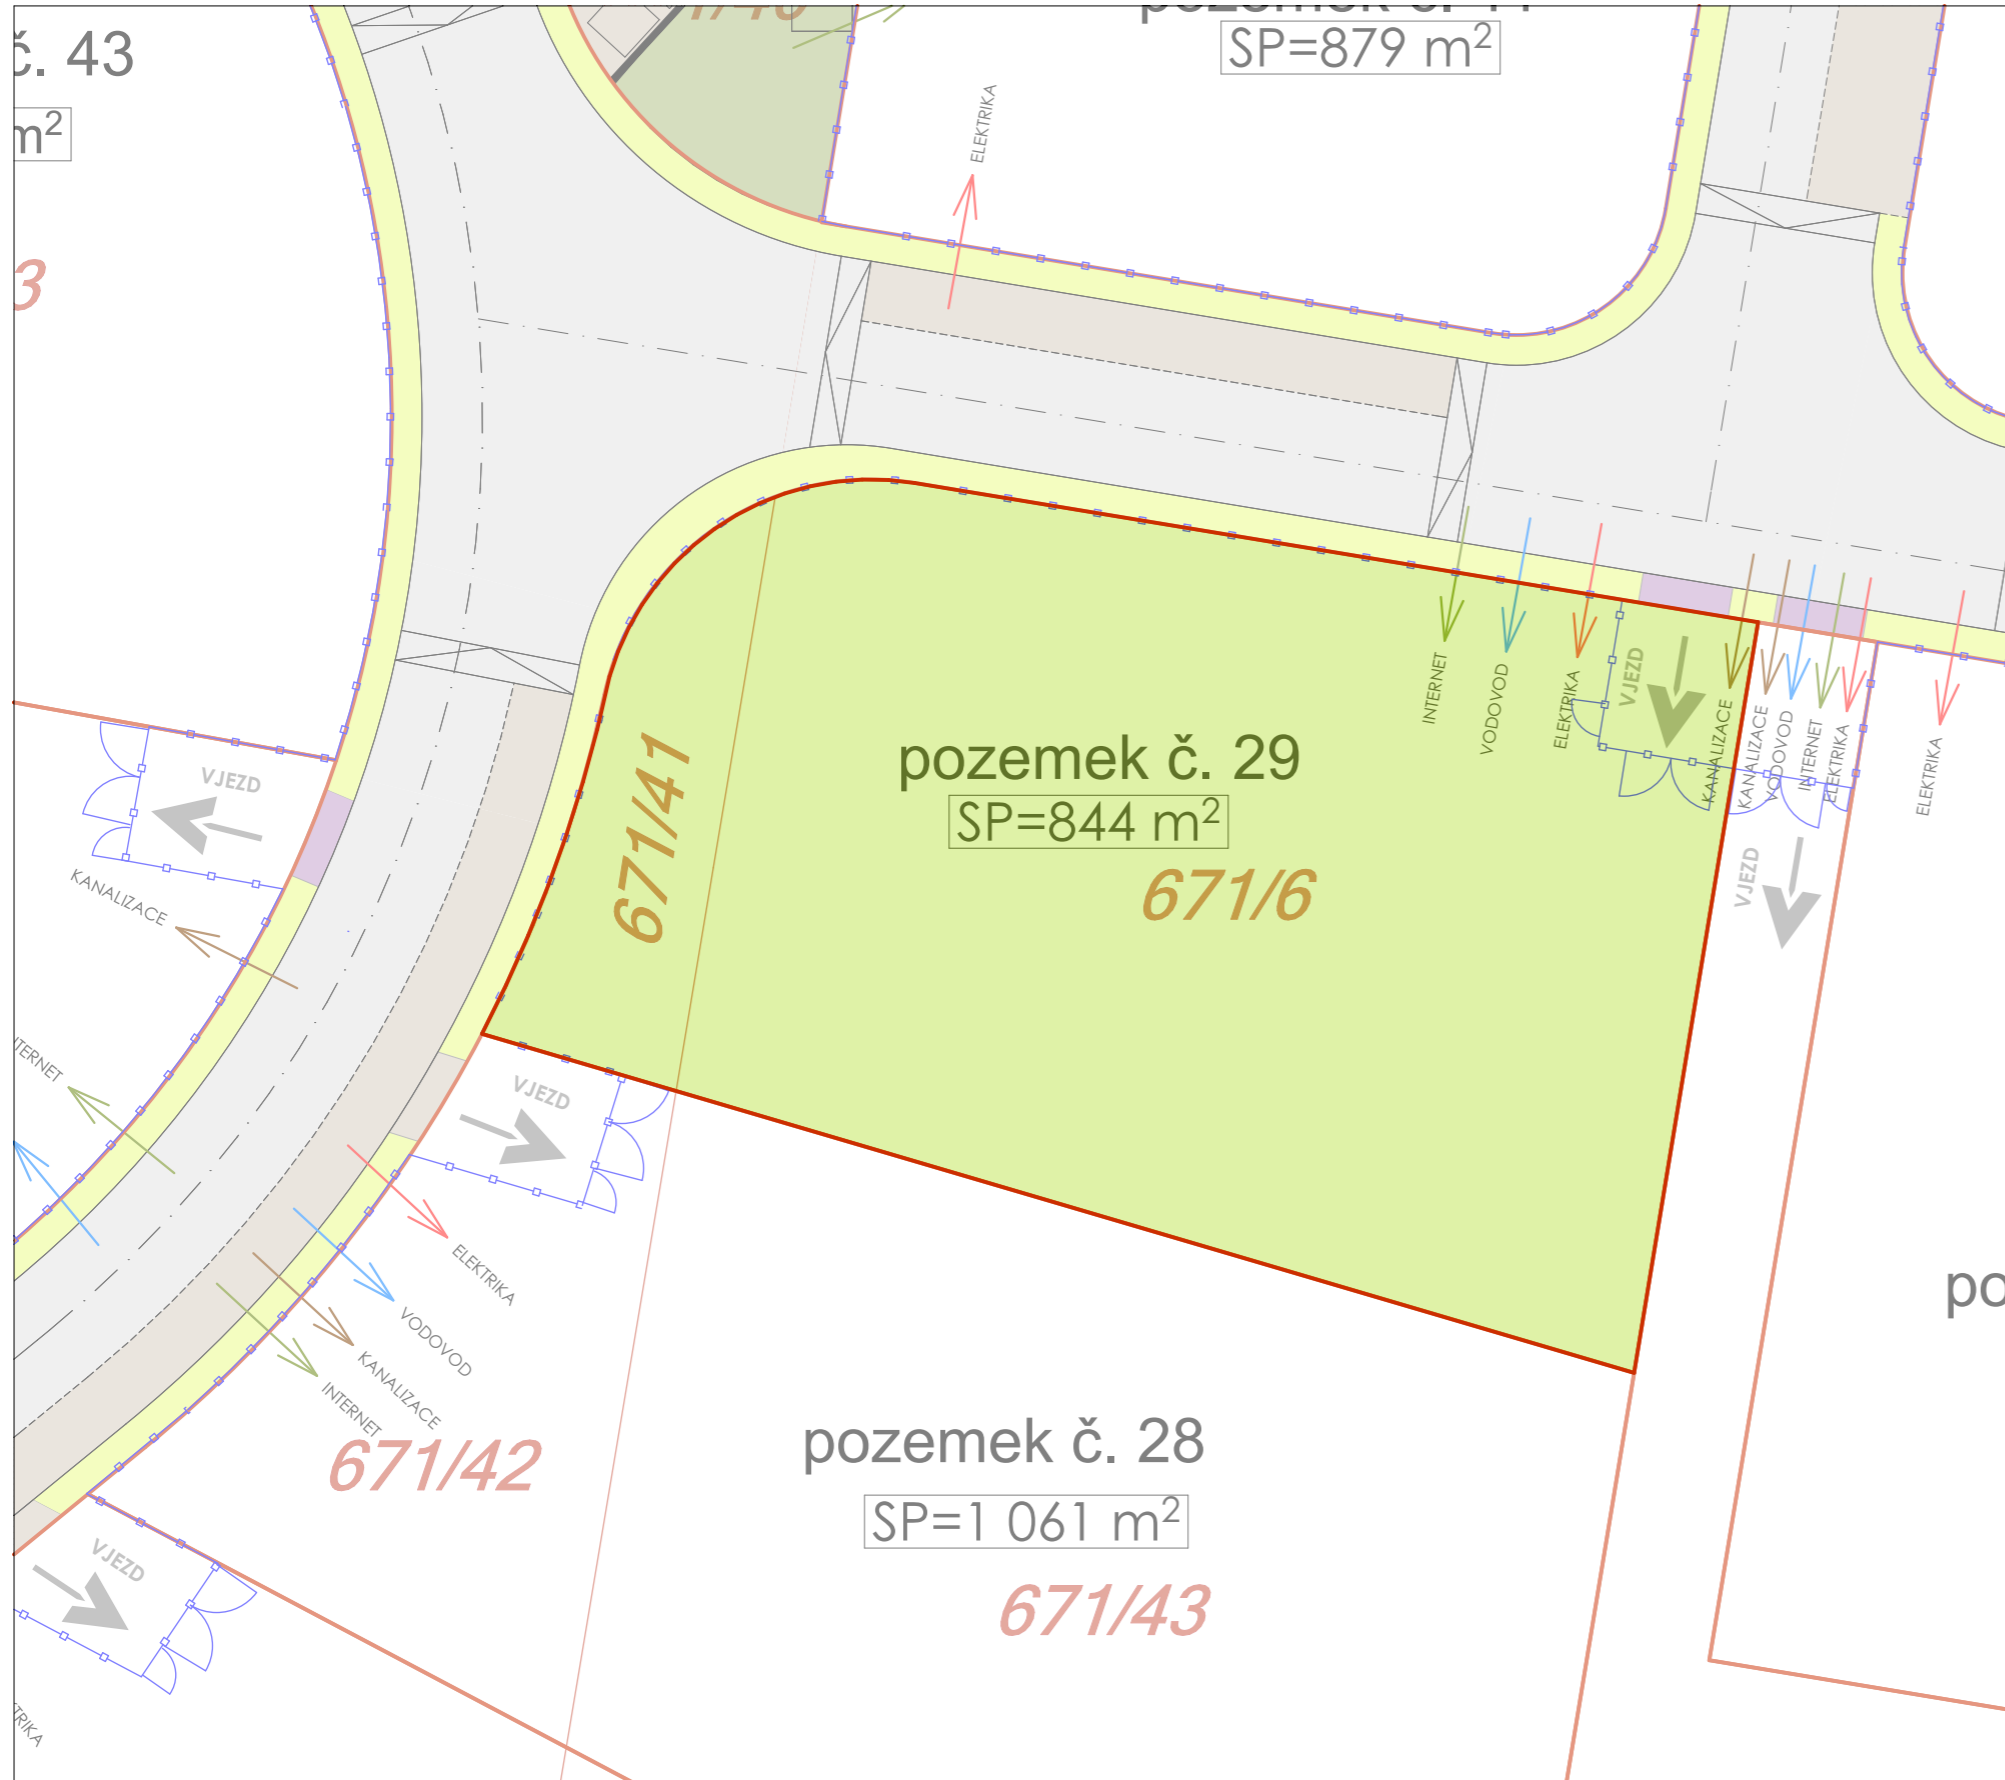 č. 43
m²
SP=879 m²
ELEKTRIKA
3
INTERNET
VODOVOD
ELEKTRIKA
VJEZD
KANALIZACE
KANALIZACE
VODOVOD
INTERNET
ELEKTRIKA
ELEKTRIKA
VJEZD
671/41
pozemek č. 29
SP=844 m²
671/6
VJEZD
KANALIZACE
VJEZD
ELEKTRIKA
VODOVOD
KANALIZACE
INTERNET
671/42
pozemek č. 28
SP=1 061 m²
671/43
VJEZD